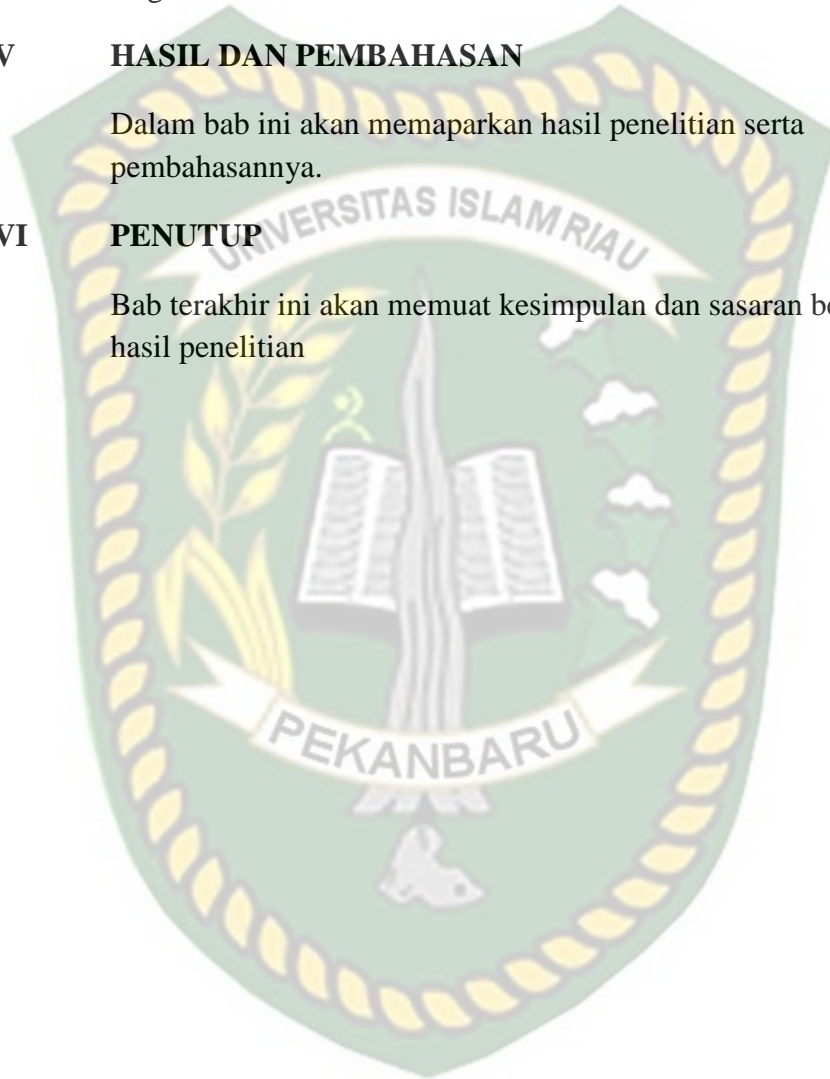 V HASIL DAN PEMBAHASAN
Dalam bab ini akan memaparkan hasil penelitian serta
pembahasannya.
UNIVERSITAS ISLAM RIAU
VI PENUTUP
Bab terakhir ini akan memuat kesimpulan dan sasaran
hasil penelitian
PEKANBARU